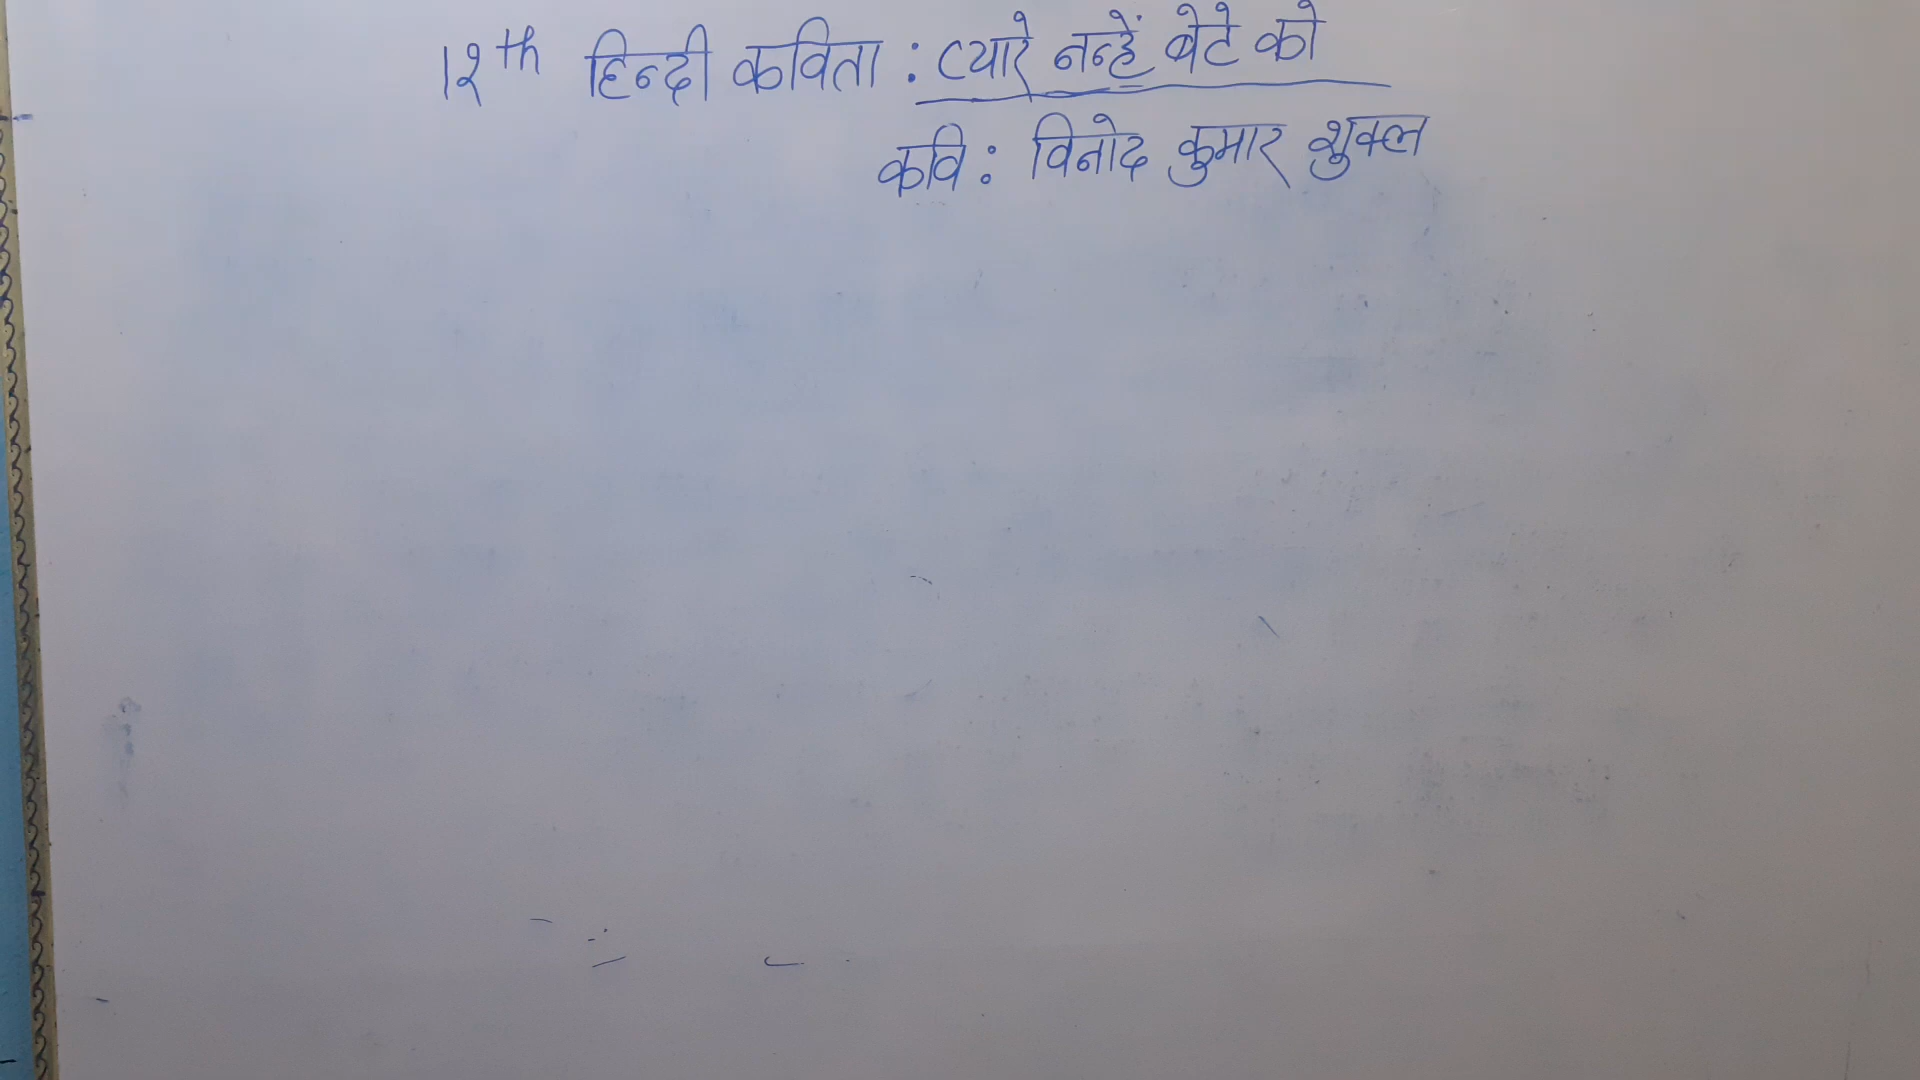 12th हिन्दी कविता : प्यारे नन्हें बेटे को
कवि : विनोद कुमार शुक्ल